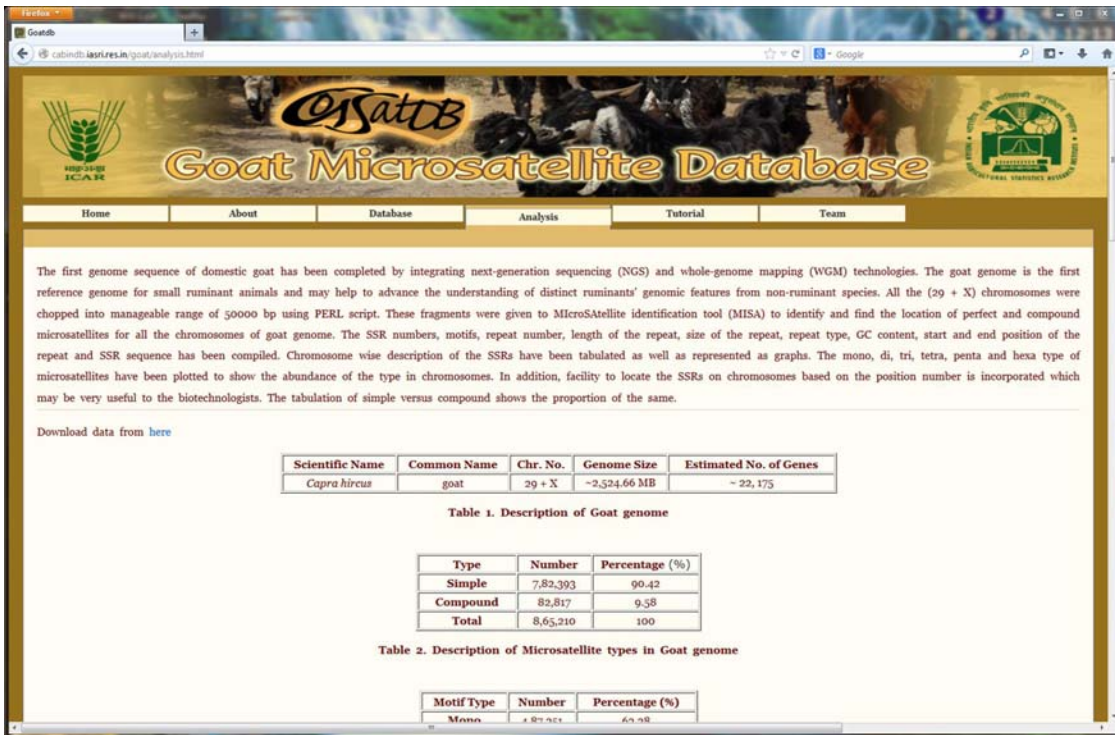 Firefox
Goatdb
cabindb.iasri.res.in/goat/analysis.html
Google
GoSatDB
Goat Microsatellite Database
ICAR
Home About Database Analysis Tutorial Team
The first genome sequence of domestic goat has been completed by integrating next-generation sequencing (NGS) and whole-genome mapping (WGM) technologies. The goat genome is the first
reference genome for small ruminant animals and may help to advance the understanding of distinct ruminants' genomic features from non-ruminant species. All the (29 + X) chromosomes were
chopped into manageable range of 50000 bp using PERL script. These fragments were given to MIcroSAtellite identification tool (MISA) to identify and find the location of perfect and compound
microsatellites for all the chromosomes of goat genome. The SSR numbers, motifs, repeat number, length of the repeat, size of the repeat, repeat type, GC content, start and end position of the
repeat and SSR sequence has been compiled. Chromosome wise description of the SSRs have been tabulated as well as represented as graphs. The mono, di, tri, tetra, penta and hexa type of
microsatellites have been plotted to show the abundance of the type in chromosomes. In addition, facility to locate the SSRs on chromosomes based on the position number is incorporated which
may be very useful to the biotechnologists. The tabulation of simple versus compound shows the proportion of the same.
Download data from here
Scientific Name Common Name Chr. No. Genome Size Estimated No. of Genes
Capra hircus goat 29 + X ~2,524.66 MB ~ 22, 175
Table 1. Description of Goat genome
Type Number Percentage (%)
Simple 7,82,393 90.42
Compound 82,817 9.58
Total 8,65,210 100
Table 2. Description of Microsatellite types in Goat genome
Motif Type Number Percentage (%)
Mono 4,87,251 62.28